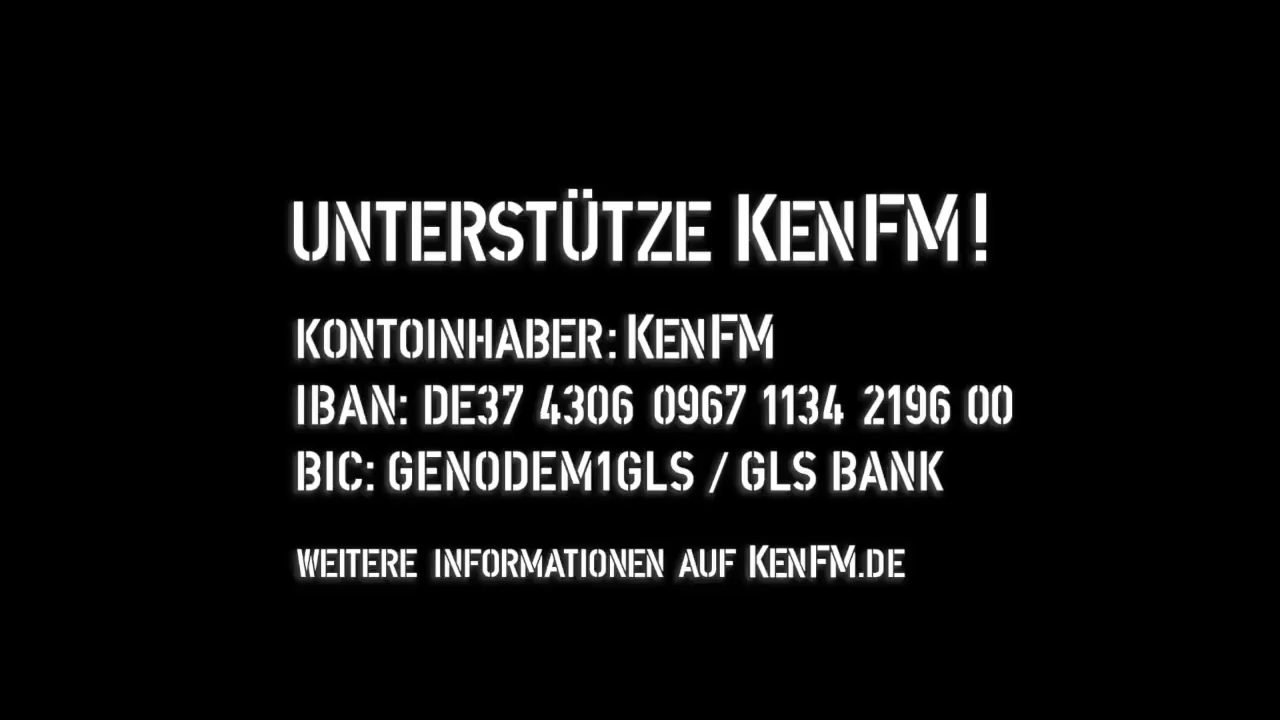 UNTERSTÜTZE KENFM!
KONTOINHABER: KENFM
IBAN: DE37 4306 0967 1134 2196 00
BIC: GENODEM1GLS / GLS BANK
WEITERE INFORMATIONEN AUF KENFM.DE